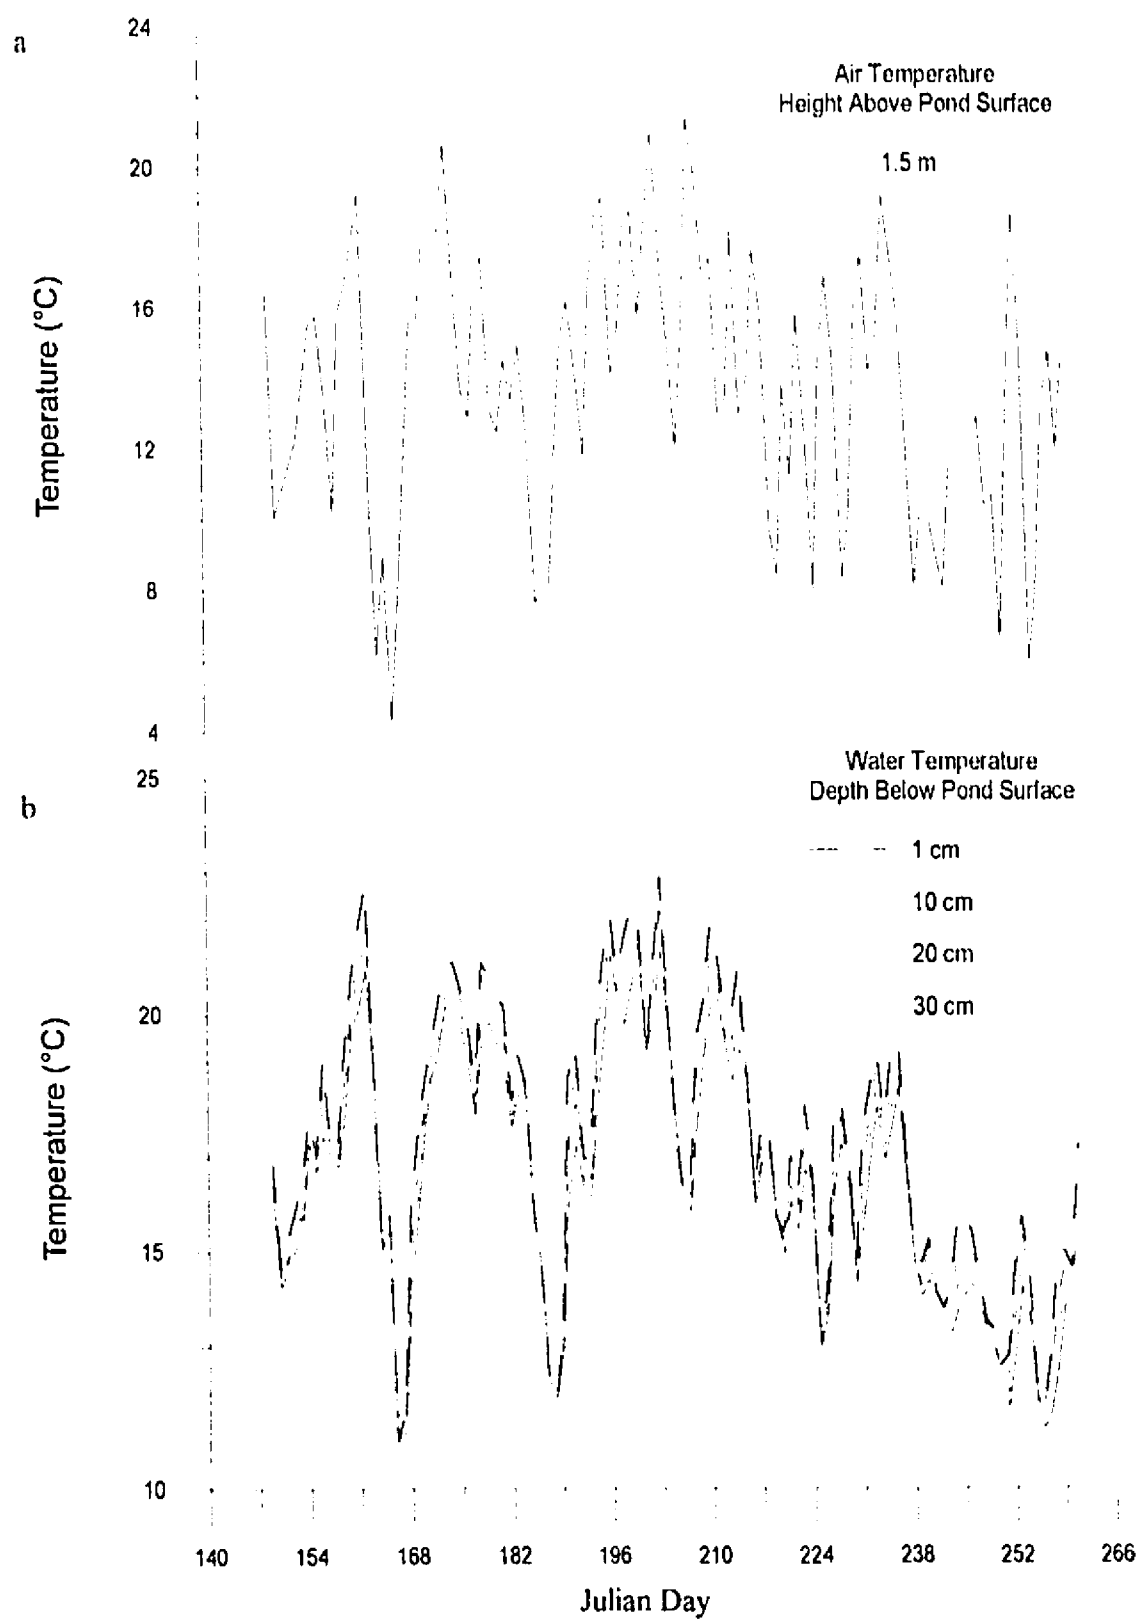 a
24
20
16
12
8
4
Temperature (°C)
Air Temperature
Height Above Pond Surface
1.5 m
b
25
20
15
10
Temperature (°C)
Water Temperature
Depth Below Pond Surface
1 cm
10 cm
20 cm
30 cm
140 154 168 182 196 210 224 238 252 266
Julian Day